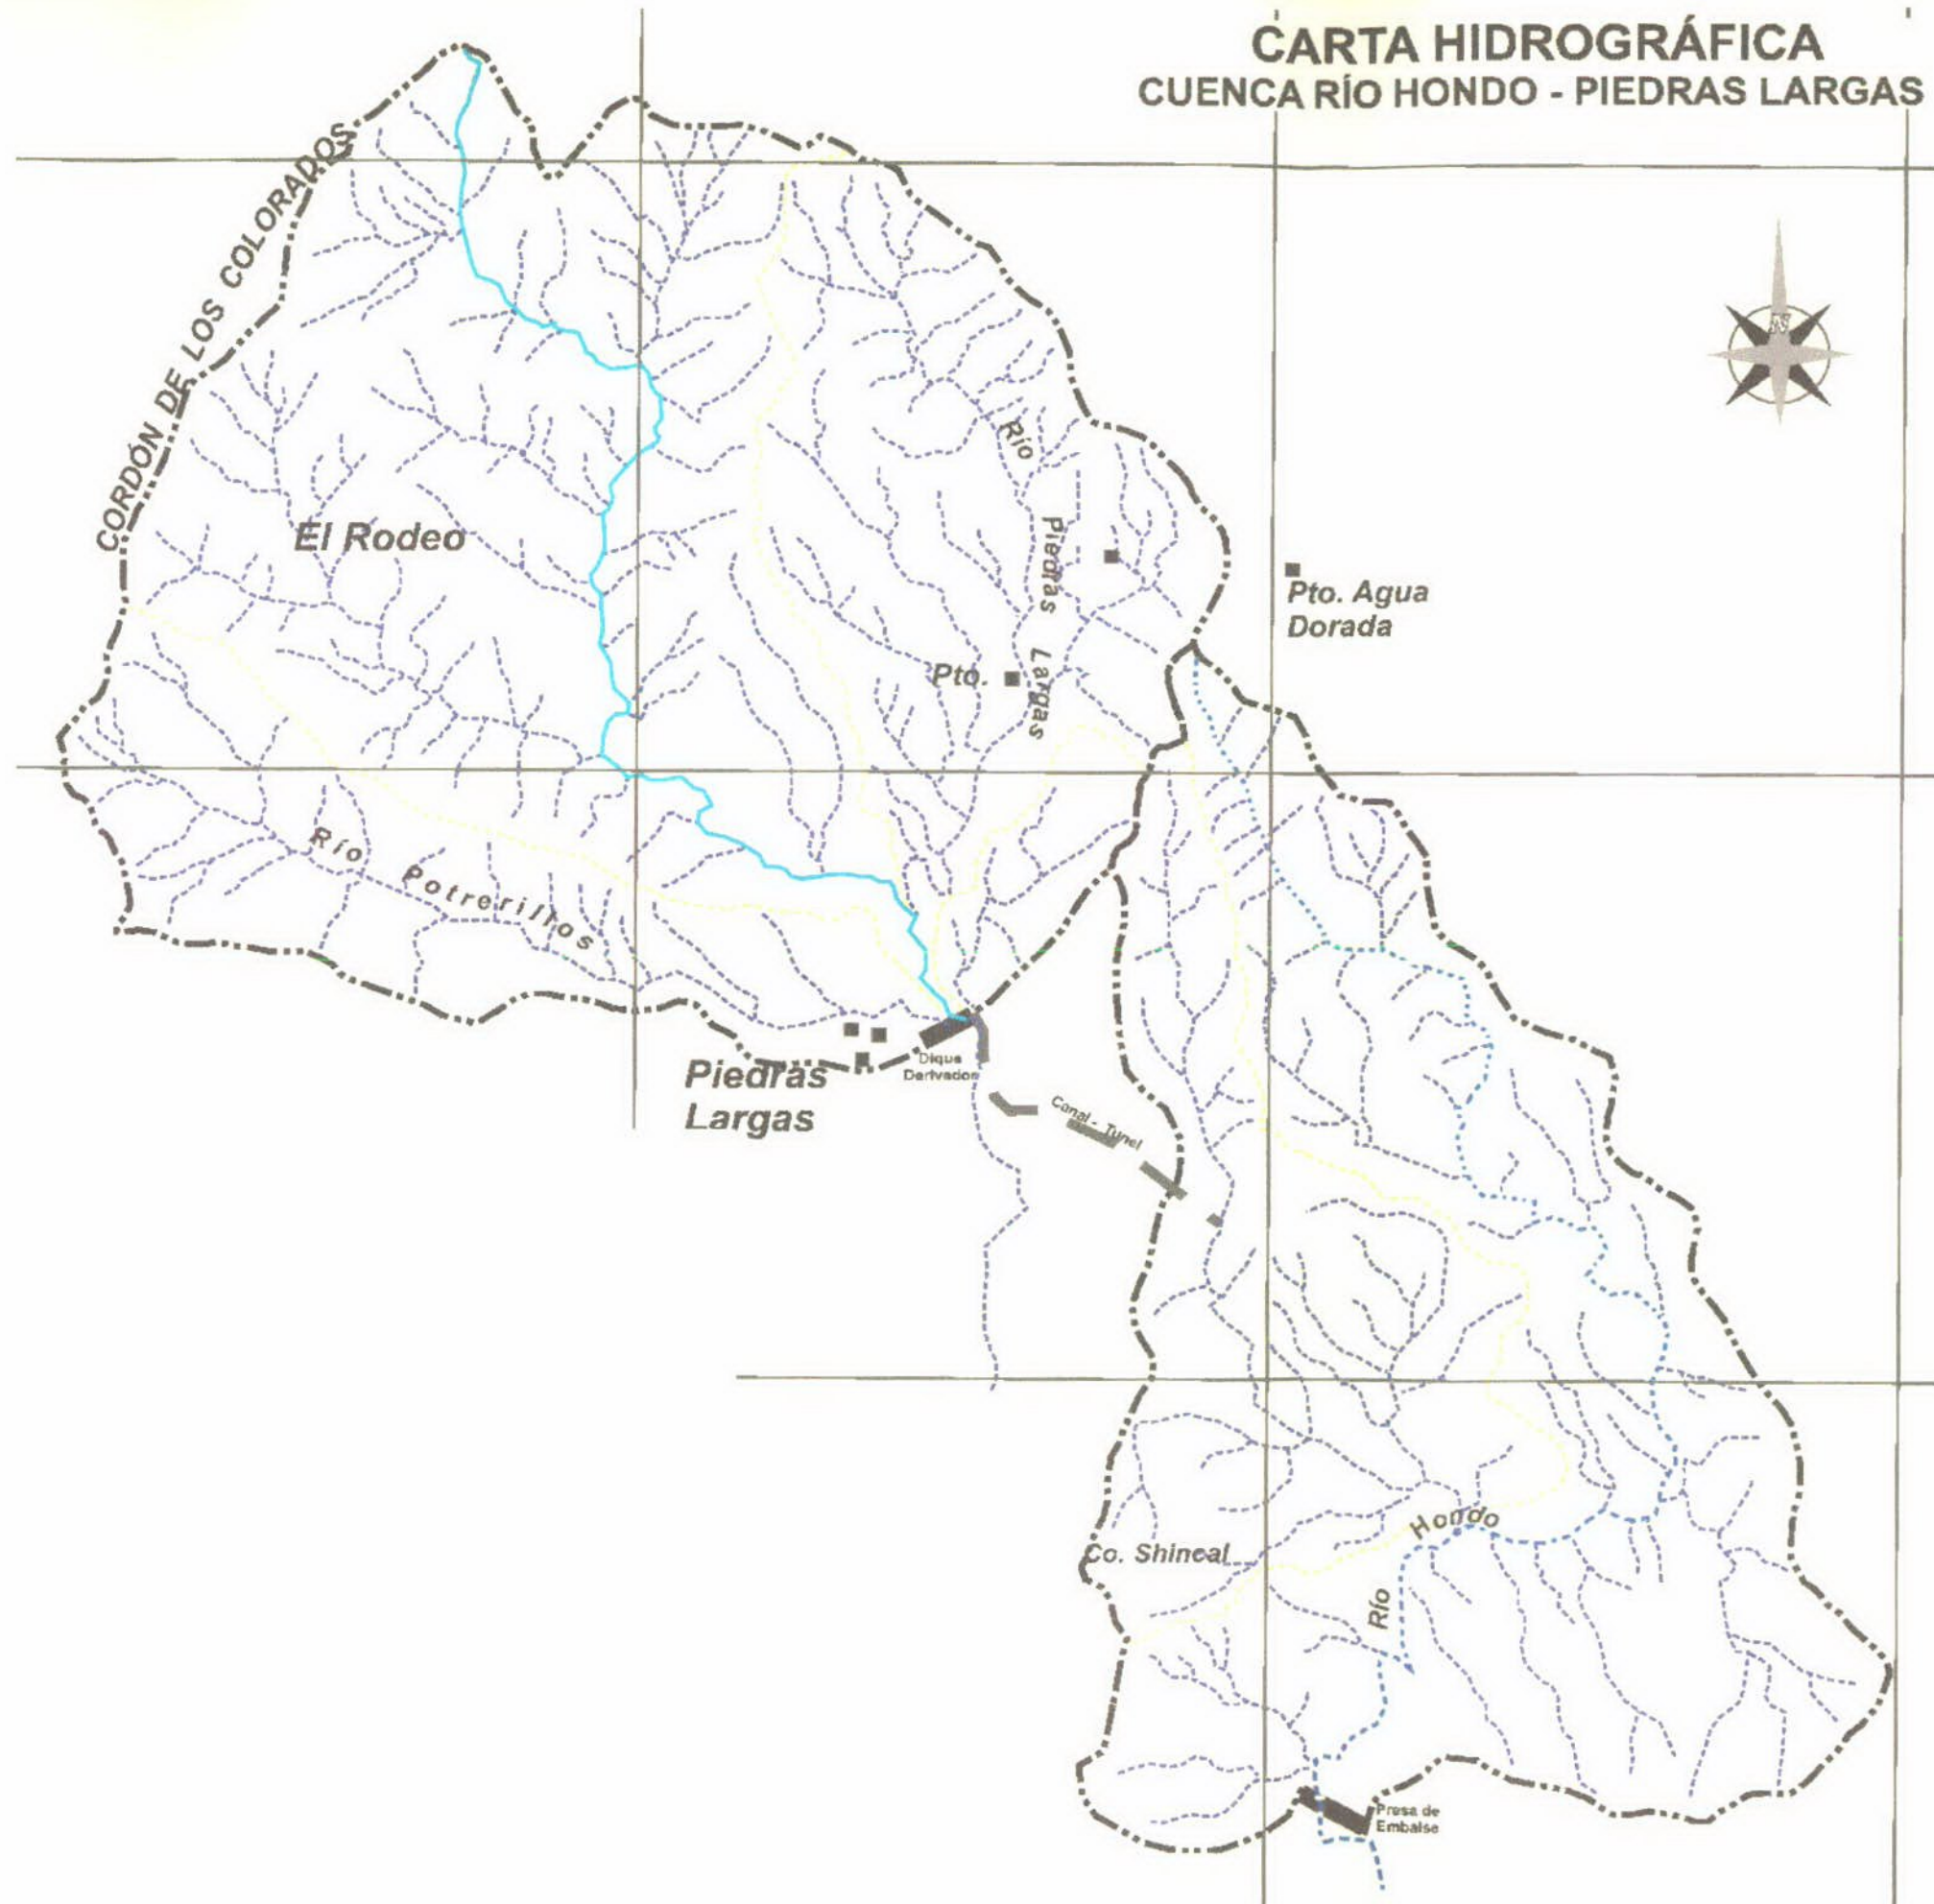 CARTA HIDROGRÁFICA
CUENCA RÍO HONDO - PIEDRAS LARGAS
CORDÓN DE LOS COLORADOS
N
El Rodeo
Río
Piedras
Largas
Pto.
Pto. Agua
Dorada
Río
Potrerillos
Piedras
Largas
Dique
Derivador
Canal - Tunel
Co. Shincal
Hondo
Río
Presa de
Embalse